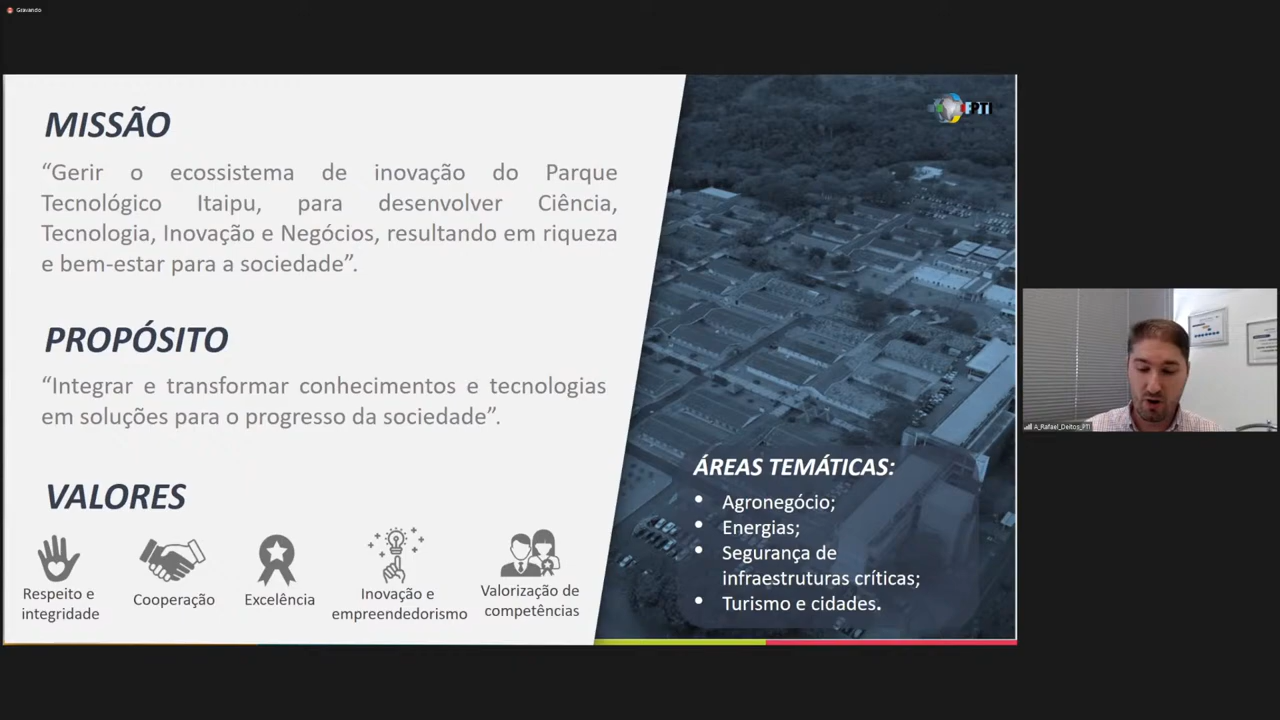 Gravando
MISSÃO
“Gerir o ecossistema de inovação do Parque
Tecnológico Itaipu, para desenvolver Ciência,
Tecnologia, Inovação e Negócios, resultando em riqueza
e bem-estar para a sociedade”.
PROPÓSITO
“Integrar e transformar conhecimentos e tecnologias
em soluções para o progresso da sociedade”.
VALORES
Respeito e
integridade
Cooperação
Excelência
Inovação e
empreendedorismo
Valorização de
competências
ÁREAS TEMÁTICAS:
• Agronegócio;
• Energias;
• Segurança de
infraestruturas críticas;
• Turismo e cidades.
A_Rafael_Deitos_PTI